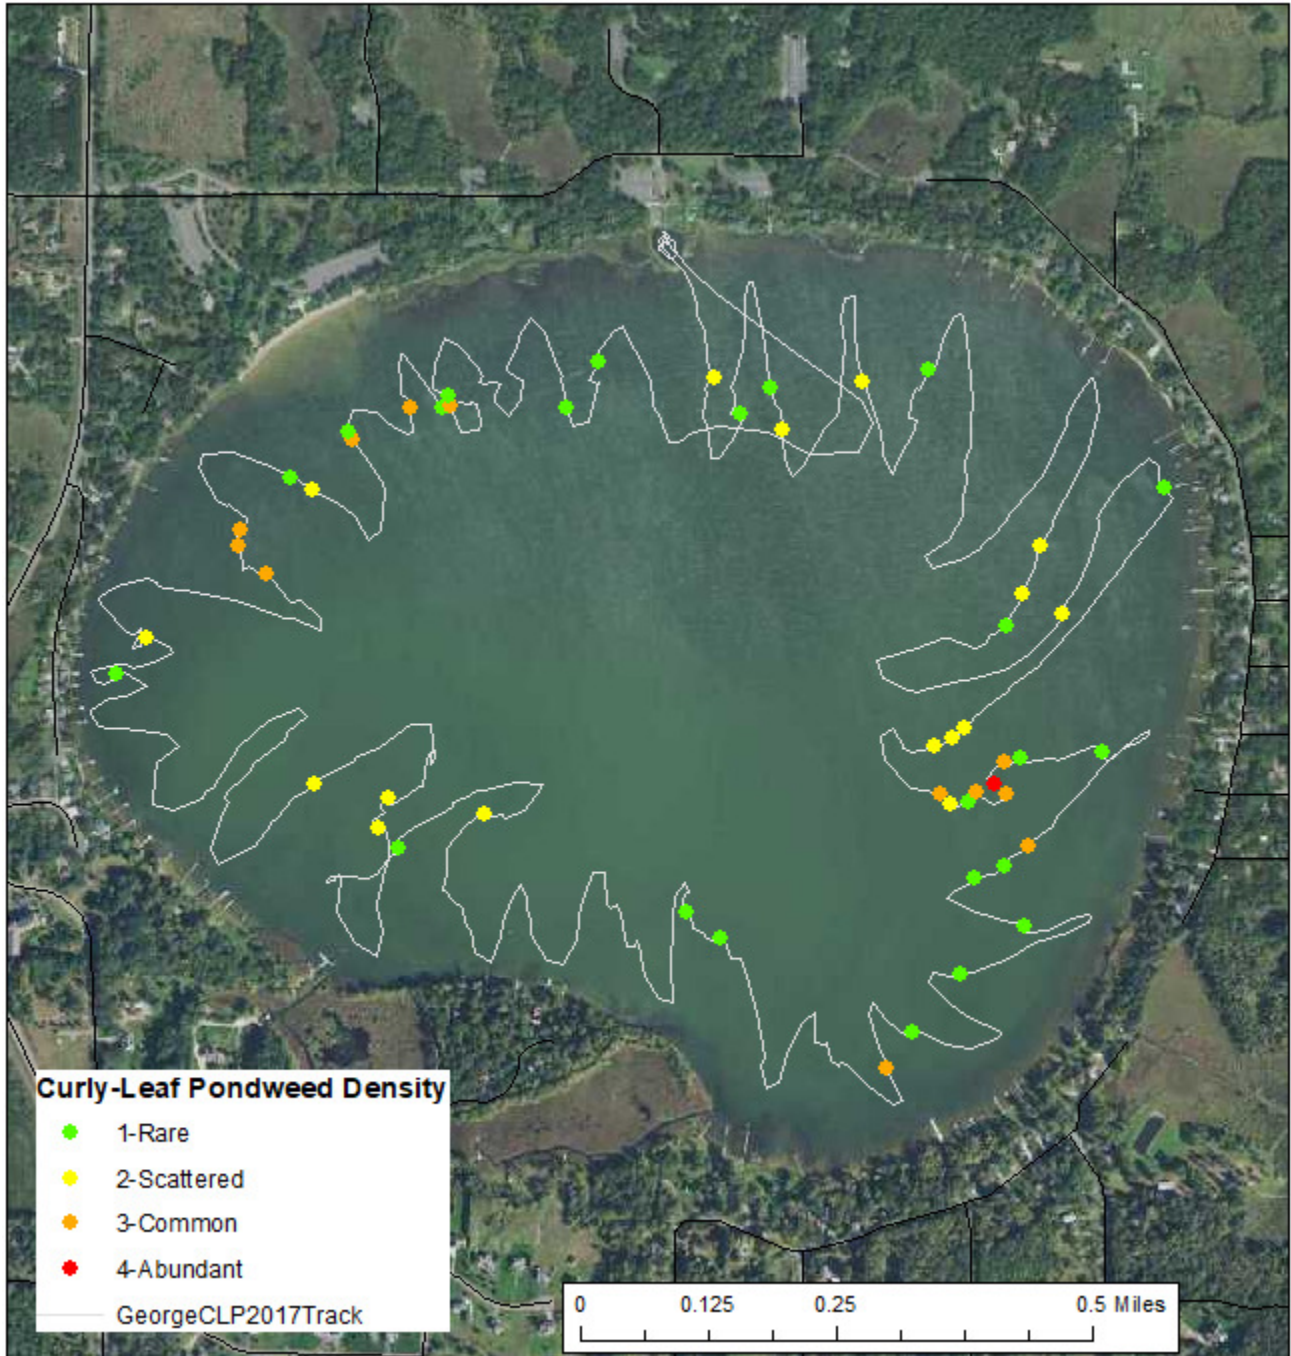 Curly-Leaf Pondweed Density
1-Rare
2-Scattered
3-Common
4-Abundant
GeorgeCLP2017Track
0 0.125 0.25 0.5 Miles